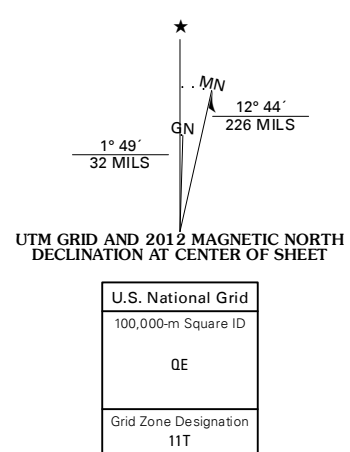 ★
MN
GN
12° 44´
226 MILS
1° 49´
32 MILS
UTM GRID AND 2012 MAGNETIC NORTH
DECLINATION AT CENTER OF SHEET
U.S. National Grid
100,000-m Square ID
QE
Grid Zone Designation
11T